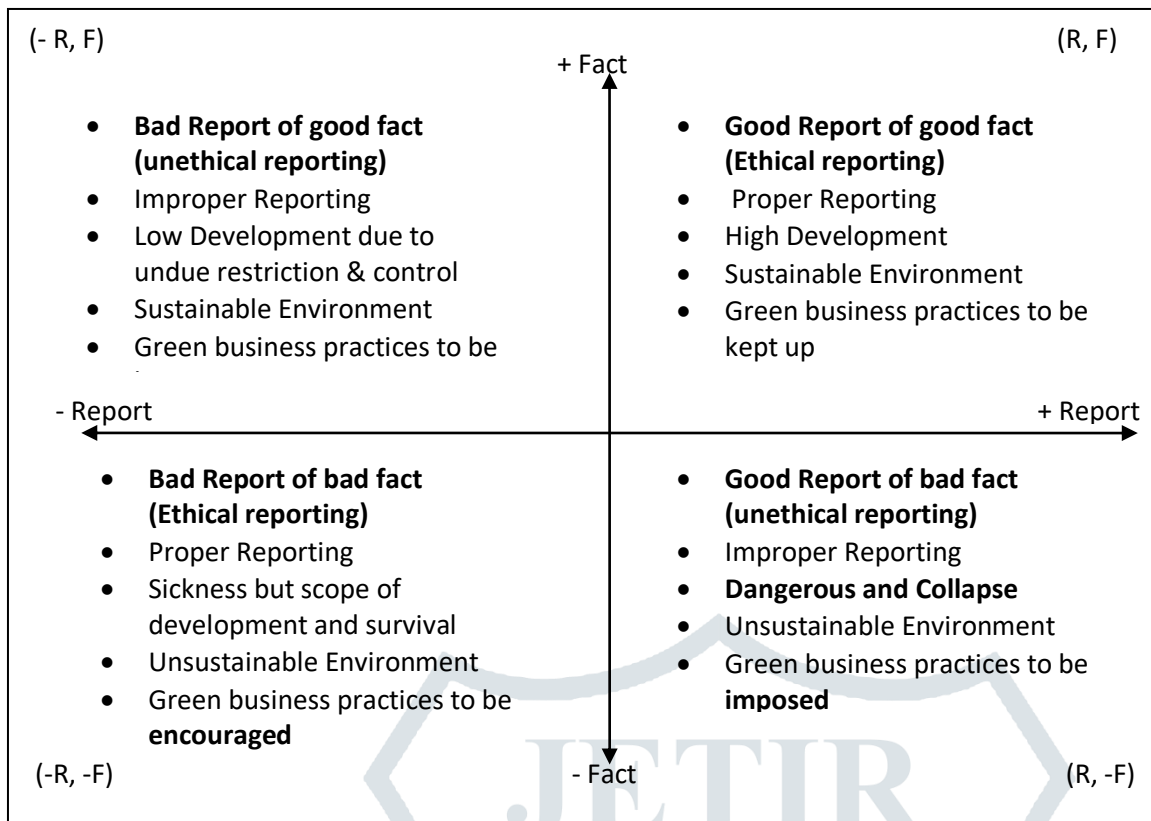 (- R, F)
(R, F)
+ Fact
• Bad Report of good fact
(unethical reporting)
• Improper Reporting
• Low Development due to
undue restriction & control
• Sustainable Environment
• Green business practices to be
• Good Report of good fact
(Ethical reporting)
• Proper Reporting
• High Development
• Sustainable Environment
• Green business practices to be
kept up
- Report
+ Report
• Bad Report of bad fact
(Ethical reporting)
• Proper Reporting
• Sickness but scope of
development and survival
• Unsustainable Environment
• Green business practices to be
encouraged
• Good Report of bad fact
(unethical reporting)
• Improper Reporting
• Dangerous and Collapse
• Unsustainable Environment
• Green business practices to be
imposed
(-R, -F)
- Fact
(R, -F)
JETIR